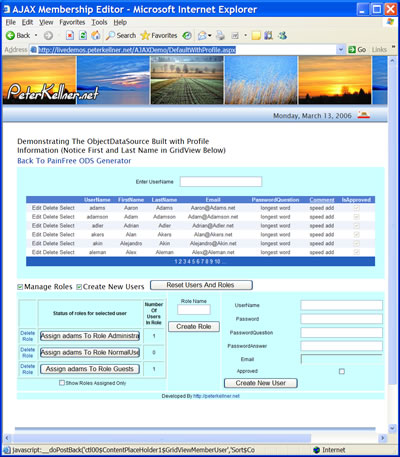 AJAX Membership Editor - Microsoft Internet Explorer
File Edit View Favorites Tools Help
Back Search Favorites
Address http://livedemos.peterkellner.net/AJAXDemo/DefaultWithProfile.aspx Go Links
PeterKellner.net
Monday, March 13, 2006
Demonstrating The ObjectDataSource Built with Profile
Information (Notice First and Last Name in GridView Below)
Back To PainFree ODS Generator
Enter UserName
UserName FirstName LastName Email PasswordQuestion Comment IsApproved
Edit Delete Select adams Aaron Adams Aaron@Adams.net longest word speed add
Edit Delete Select adamson Adam Adamson Adam@Adamson.net longest word speed add
Edit Delete Select adler Adrian Adler Adrian@Adler.net longest word speed add
Edit Delete Select akers Alan Akers Alan@Akers.net longest word speed add
Edit Delete Select akin Alejandro Akin Alejandro@Akin.net longest word speed add
Edit Delete Select aleman Alex Aleman Alex@Aleman.net longest word speed add
1 2 3 4 5 6 7 8 9 10 ...
Manage Roles Create New Users Reset Users And Roles
Status of roles for selected user
Number Of Users In Role
Delete Role Assign adams To Role Administra 1
Delete Role Assign adams To Role NormalUse 0
Delete Role Assign adams To Role Guests 1
Show Roles Assigned Only
Role Name
Create Role
UserName
Password
PasswordQuestion
PasswordAnswer
Email
Approved
Create New User
Developed By http://peterkellner.net
javascript:__doPostBack('ctl00$ContentPlaceHolder1$GridViewMemberUser','Sort$Co Internet